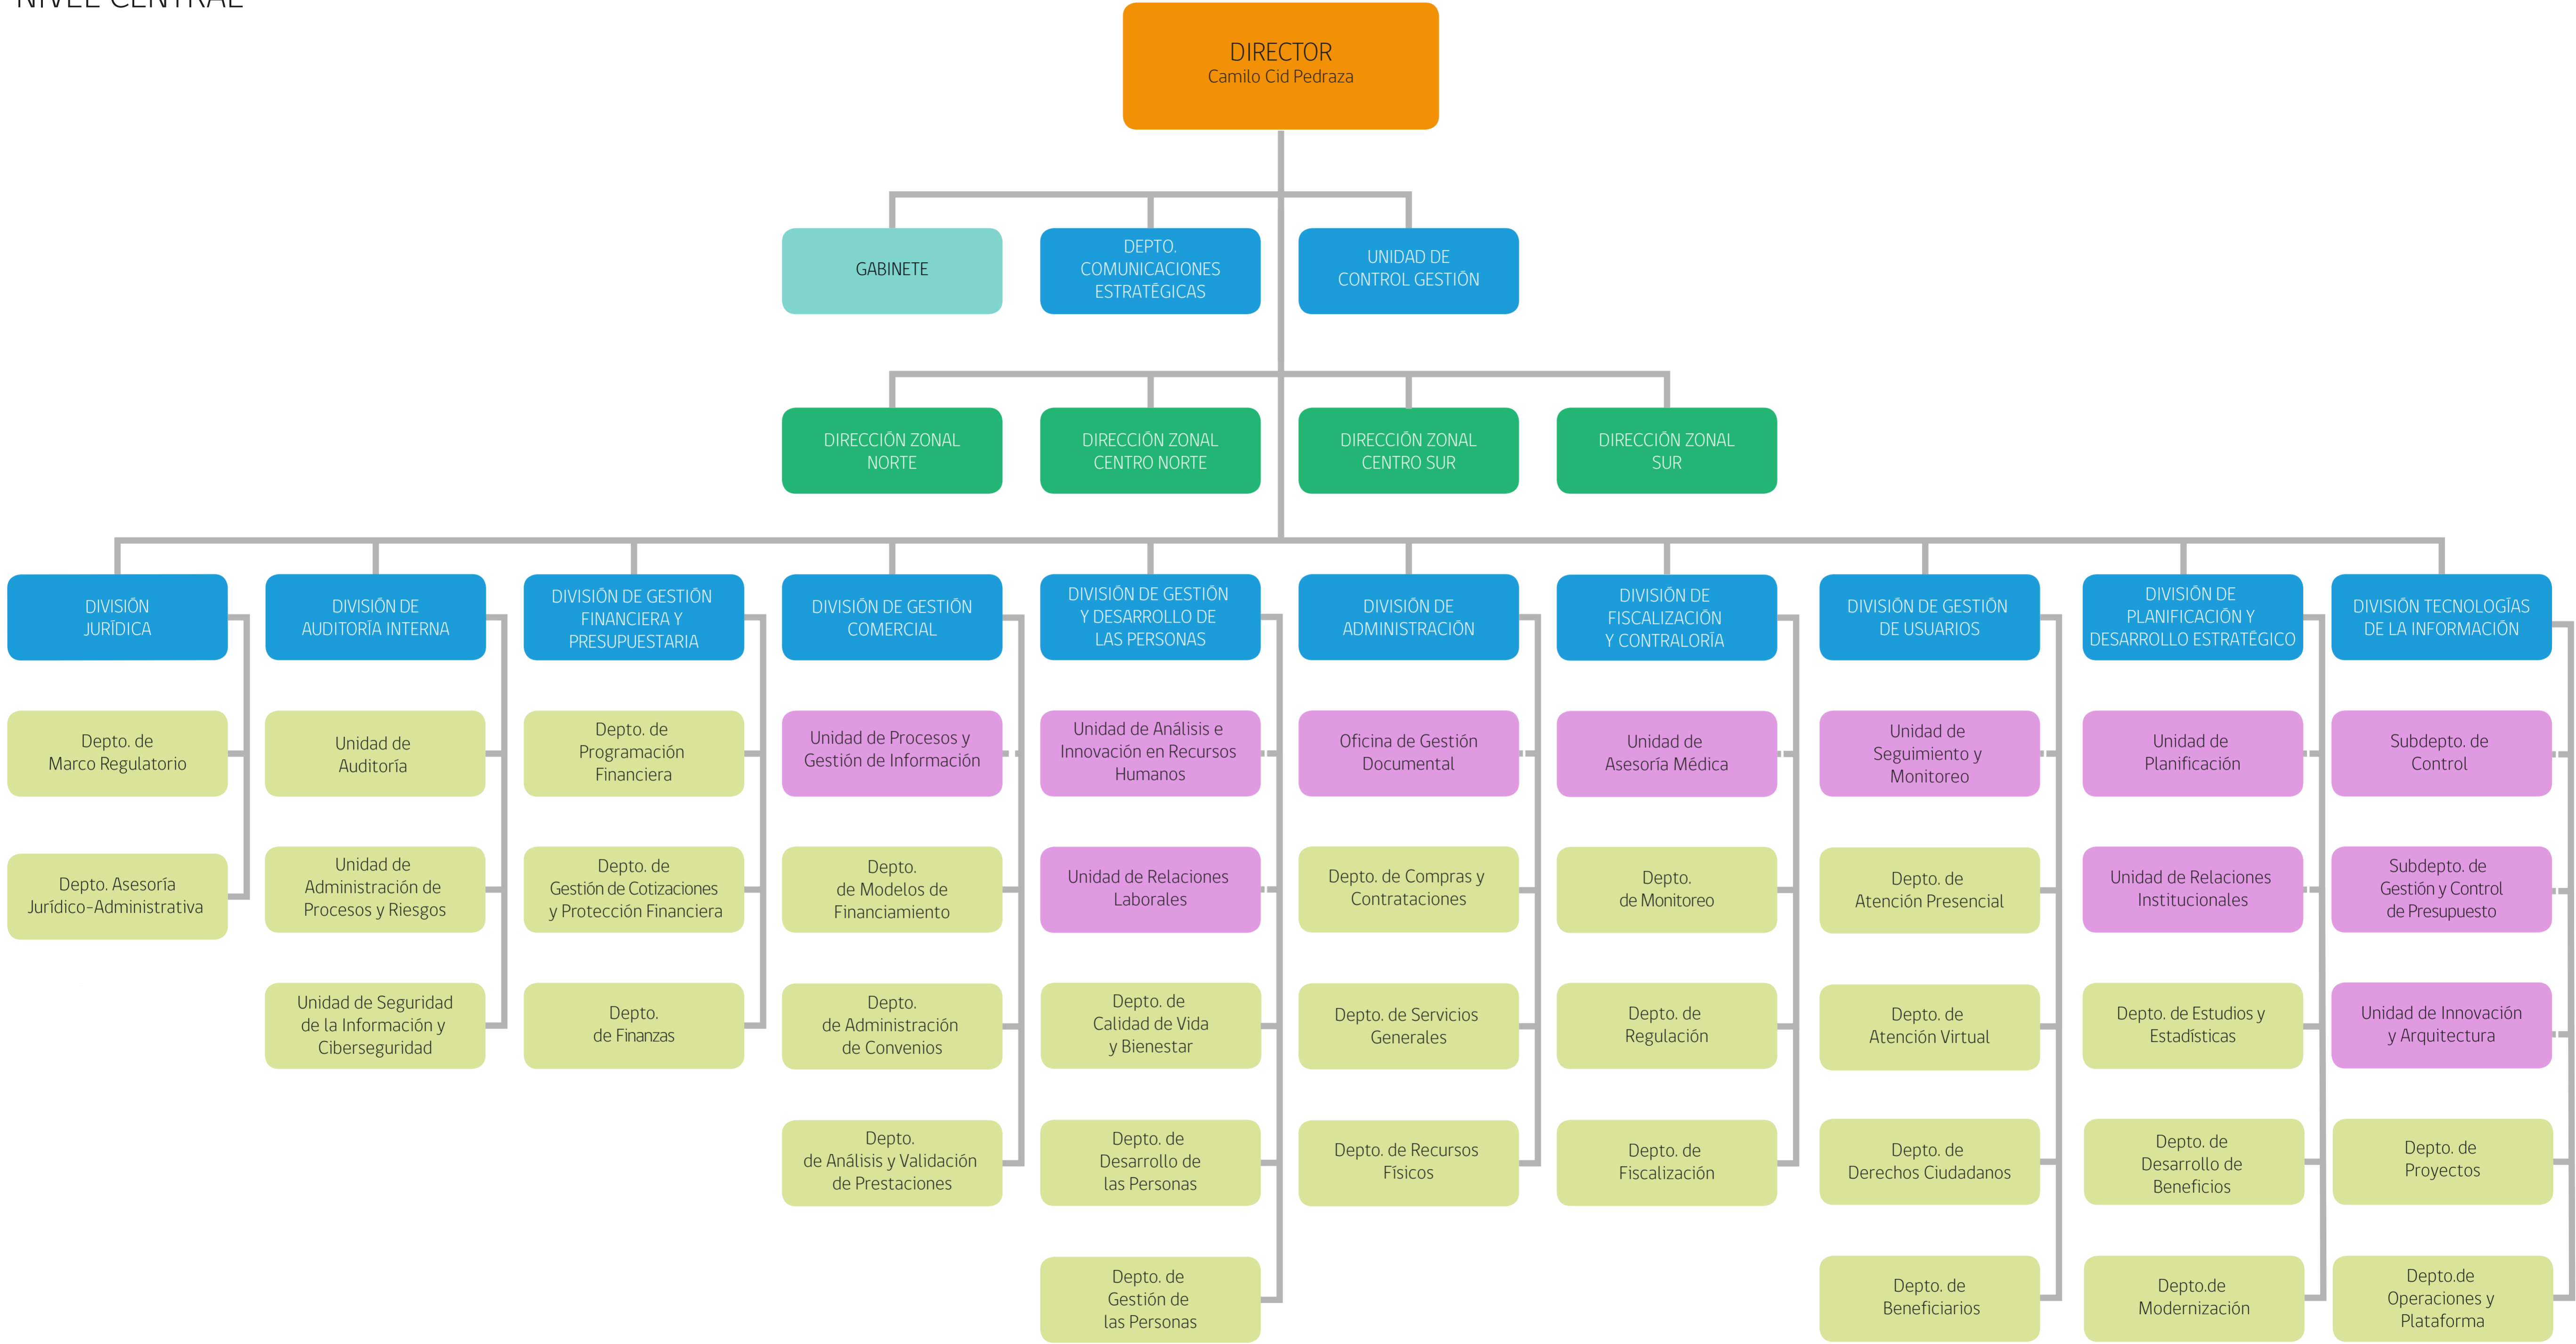 NIVEL CENTRAL
DIRECTOR
Camilo Cid Pedraza
GABINETE
DEPTO.
COMUNICACIONES
ESTRATÉGICAS
UNIDAD DE
CONTROL GESTIÓN
DIRECCIÓN ZONAL
NORTE
DIRECCIÓN ZONAL
CENTRO NORTE
DIRECCIÓN ZONAL
CENTRO SUR
DIRECCIÓN ZONAL
SUR
DIVISIÓN
JURÍDICA
DIVISIÓN DE
AUDITORÍA INTERNA
DIVISIÓN DE GESTIÓN
FINANCIERA Y
PRESUPUESTARIA
DIVISIÓN DE GESTIÓN
COMERCIAL
DIVISIÓN DE GESTIÓN
Y DESARROLLO DE
LAS PERSONAS
DIVISIÓN DE
ADMINISTRACIÓN
DIVISIÓN DE
FISCALIZACIÓN
Y CONTRALORÍA
DIVISIÓN DE GESTIÓN
DE USUARIOS
DIVISIÓN DE
PLANIFICACIÓN Y
DESARROLLO ESTRATÉGICO
DIVISIÓN TECNOLOGÍAS
DE LA INFORMACIÓN
Depto. de
Marco Regulatorio
Unidad de
Auditoría
Depto. de
Programación
Financiera
Unidad de Procesos y
Gestión de Información
Unidad de Análisis e
Innovación en Recursos
Humanos
Oficina de Gestión
Documental
Unidad de
Asesoría Médica
Unidad de
Seguimiento y
Monitoreo
Unidad de
Planificación
Subdepto. de
Control
Depto. Asesoría
Jurídico-Administrativa
Unidad de
Administración de
Procesos y Riesgos
Depto. de
Gestión de Cotizaciones
y Protección Financiera
Depto.
de Modelos de
Financiamiento
Unidad de Relaciones
Laborales
Depto. de Compras y
Contrataciones
Depto.
de Monitoreo
Depto. de
Atención Presencial
Unidad de Relaciones
Institucionales
Subdepto. de
Gestión y Control
de Presupuesto
Unidad de Seguridad
de la Información y
Ciberseguridad
Depto.
de Finanzas
Depto.
de Administración
de Convenios
Depto. de
Calidad de Vida
y Bienestar
Depto. de Servicios
Generales
Depto. de
Regulación
Depto. de
Atención Virtual
Depto. de Estudios y
Estadísticas
Unidad de Innovación
y Arquitectura
Depto.
de Análisis y Validación
de Prestaciones
Depto. de
Desarrollo de
las Personas
Depto. de Recursos
Físicos
Depto. de
Fiscalización
Depto. de
Derechos Ciudadanos
Depto. de
Desarrollo de
Beneficios
Depto. de
Proyectos
Depto. de
Gestión de
las Personas
Depto. de
Beneficiarios
Depto.de
Modernización
Depto.de
Operaciones y
Plataforma